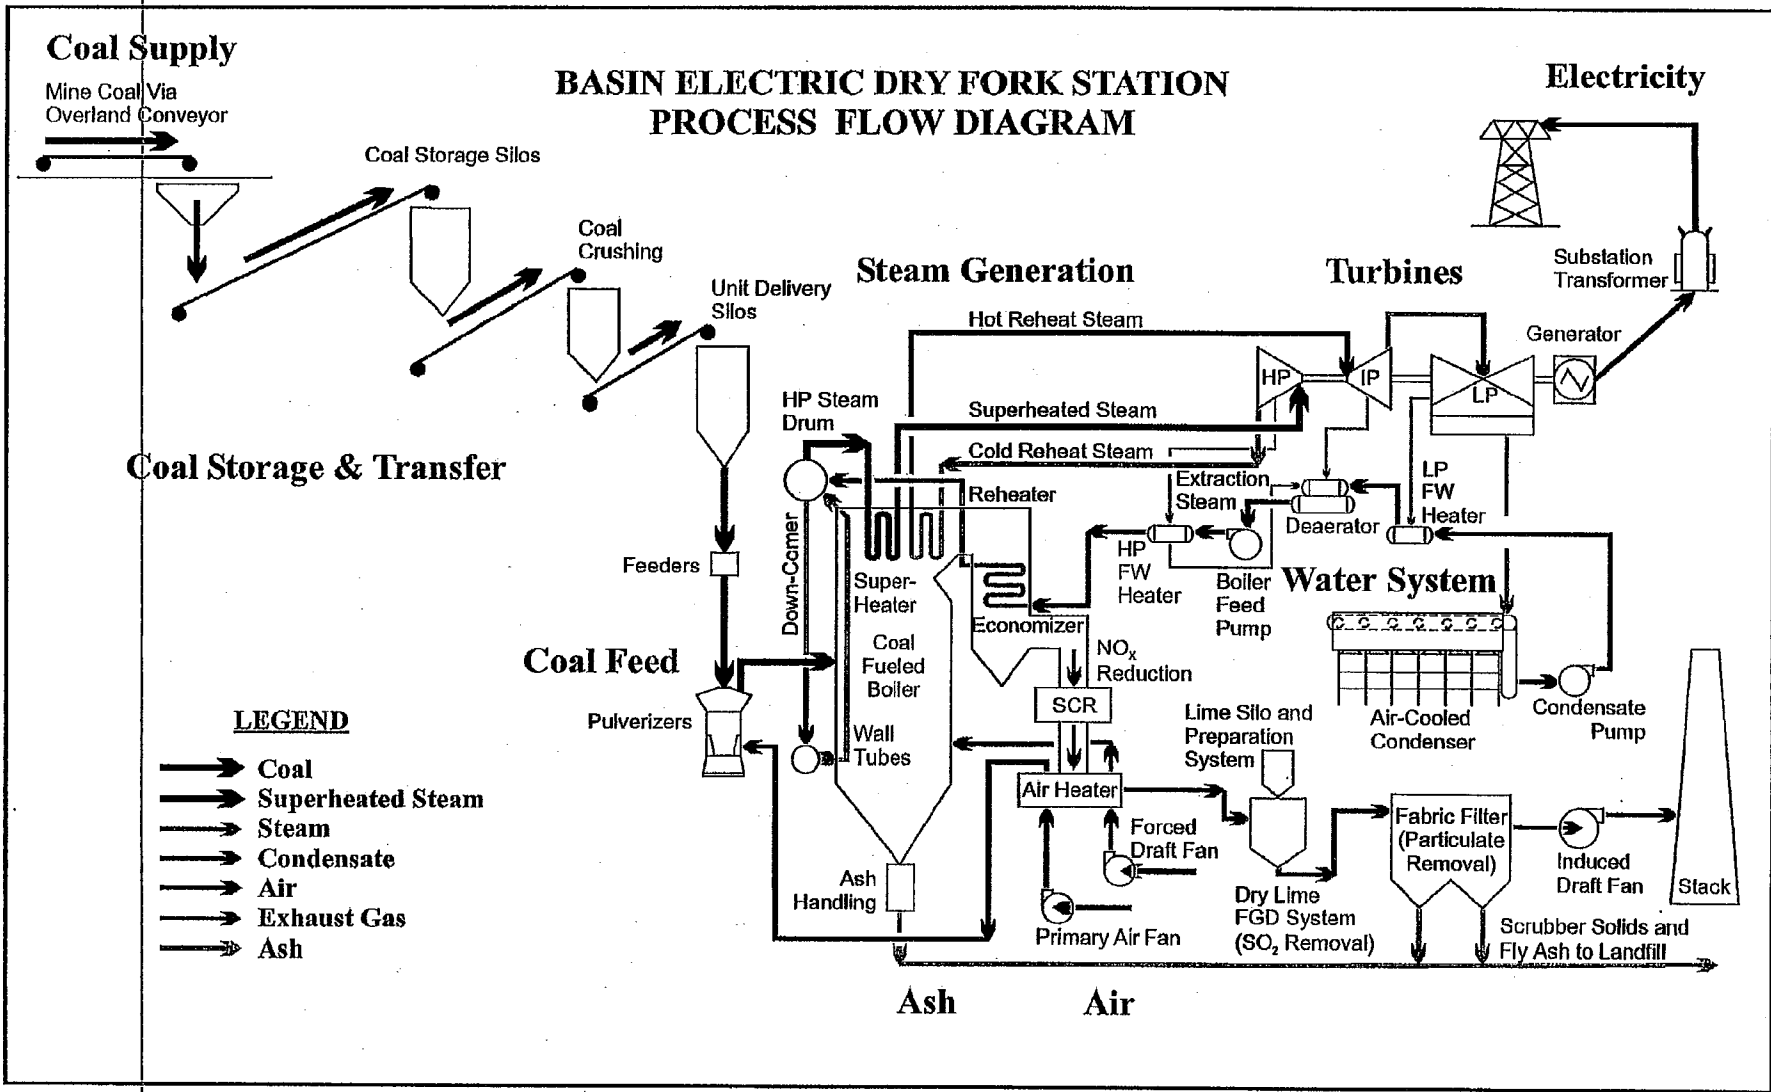 Coal Supply
Mine Coal Via
Overland Conveyor
BASIN ELECTRIC DRY FORK STATION
PROCESS FLOW DIAGRAM
Electricity
Coal Storage Silos
Coal
Crushing
Unit Delivery
Silos
Steam Generation
Turbines
Substation
Transformer
Hot Reheat Steam
Generator
HP
IP
LP
HP Steam
Drum
Superheated Steam
Cold Reheat Steam
Coal Storage & Transfer
Reheater
Extraction
Steam
Deaerator
LP
FW
Heater
Down-Comer
Feeders
Super-
Heater
HP
FW
Heater
Boiler
Feed
Pump
Water System
Economizer
Coal Feed
Coal
Fueled
Boiler
NOx
Reduction
SCR
Pulverizers
Wall
Tubes
Lime Silo and
Preparation
System
Air-Cooled
Condenser
Condensate
Pump
LEGEND
Coal
Superheated Steam
Steam
Condensate
Air
Exhaust Gas
Ash
Air Heater
Forced
Draft Fan
Fabric Filter
(Particulate
Removal)
Induced
Draft Fan
Stack
Ash
Handling
Primary Air Fan
Dry Lime
FGD System
(SO₂ Removal)
Scrubber Solids and
Fly Ash to Landfill
Ash
Air